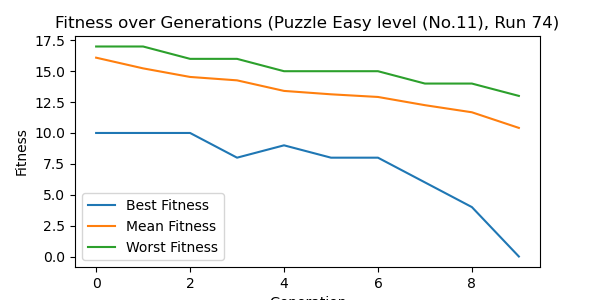 Fitness over Generations (Puzzle Easy level (No.11), Run 74)
17.5
15.0
12.5
10.0
7.5
5.0
2.5
0.0
Fitness
Best Fitness
Mean Fitness
Worst Fitness
0 2 4 6 8
Generation